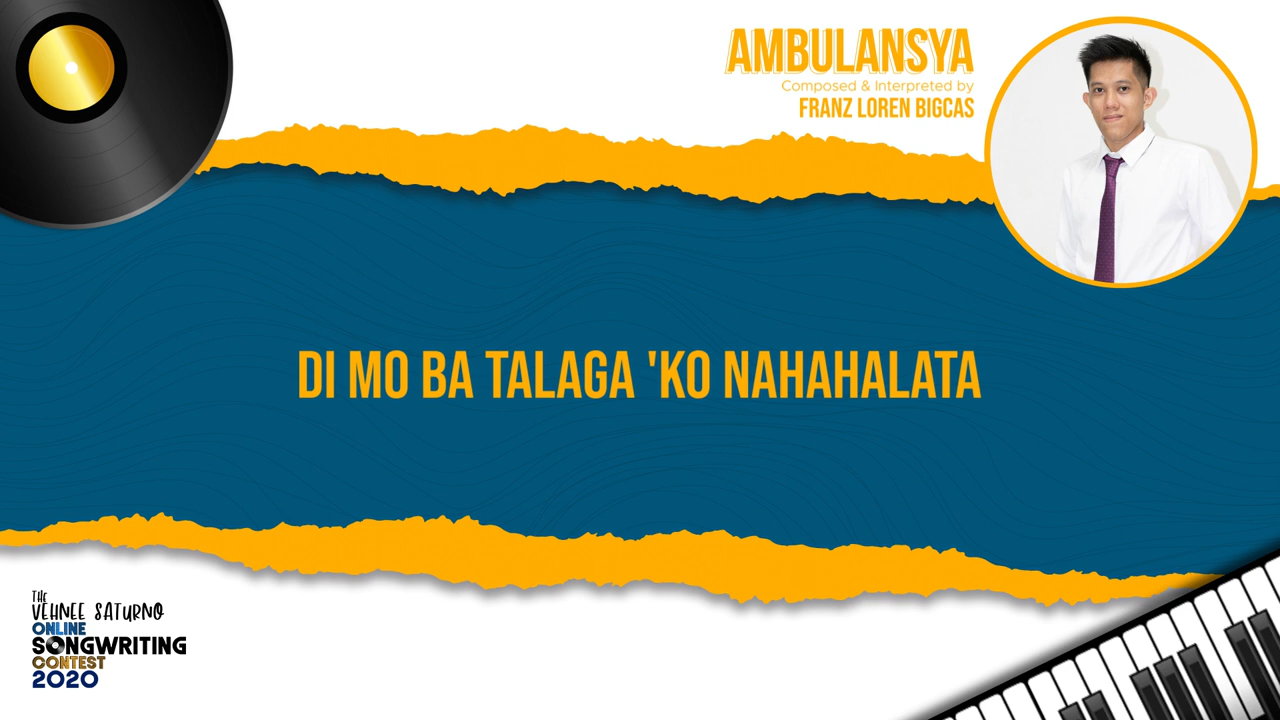 AMBULANSYA
Composed & Interpreted by
FRANZ LOREN BIGCAS
DI MO BA TALAGA 'KO NAHAHALATA
THE
VEHNEE SATURNO
ONLINE
SONGWRITING
CONTEST
2020